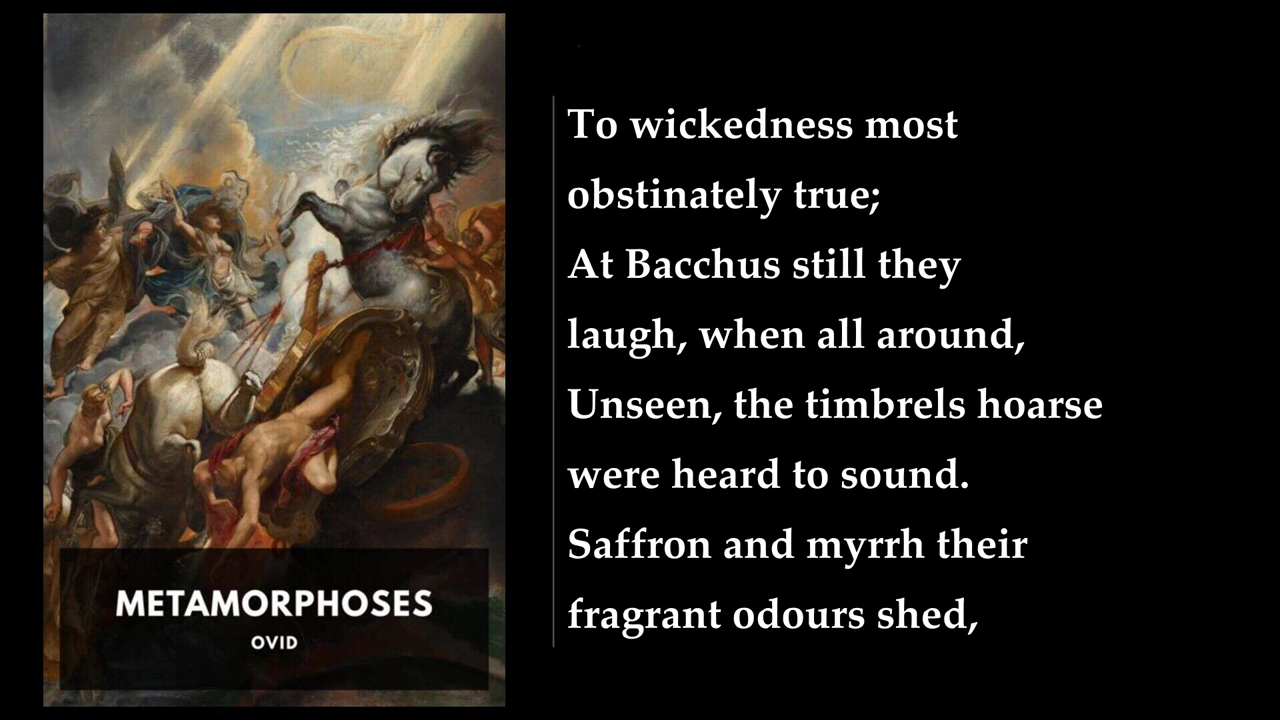 METAMORPHOSES
OVID
To wickedness most
obstinately true;
At Bacchus still they
laugh, when all around,
Unseen, the timbrels hoarse
were heard to sound.
Saffron and myrrh their
fragrant odours shed,